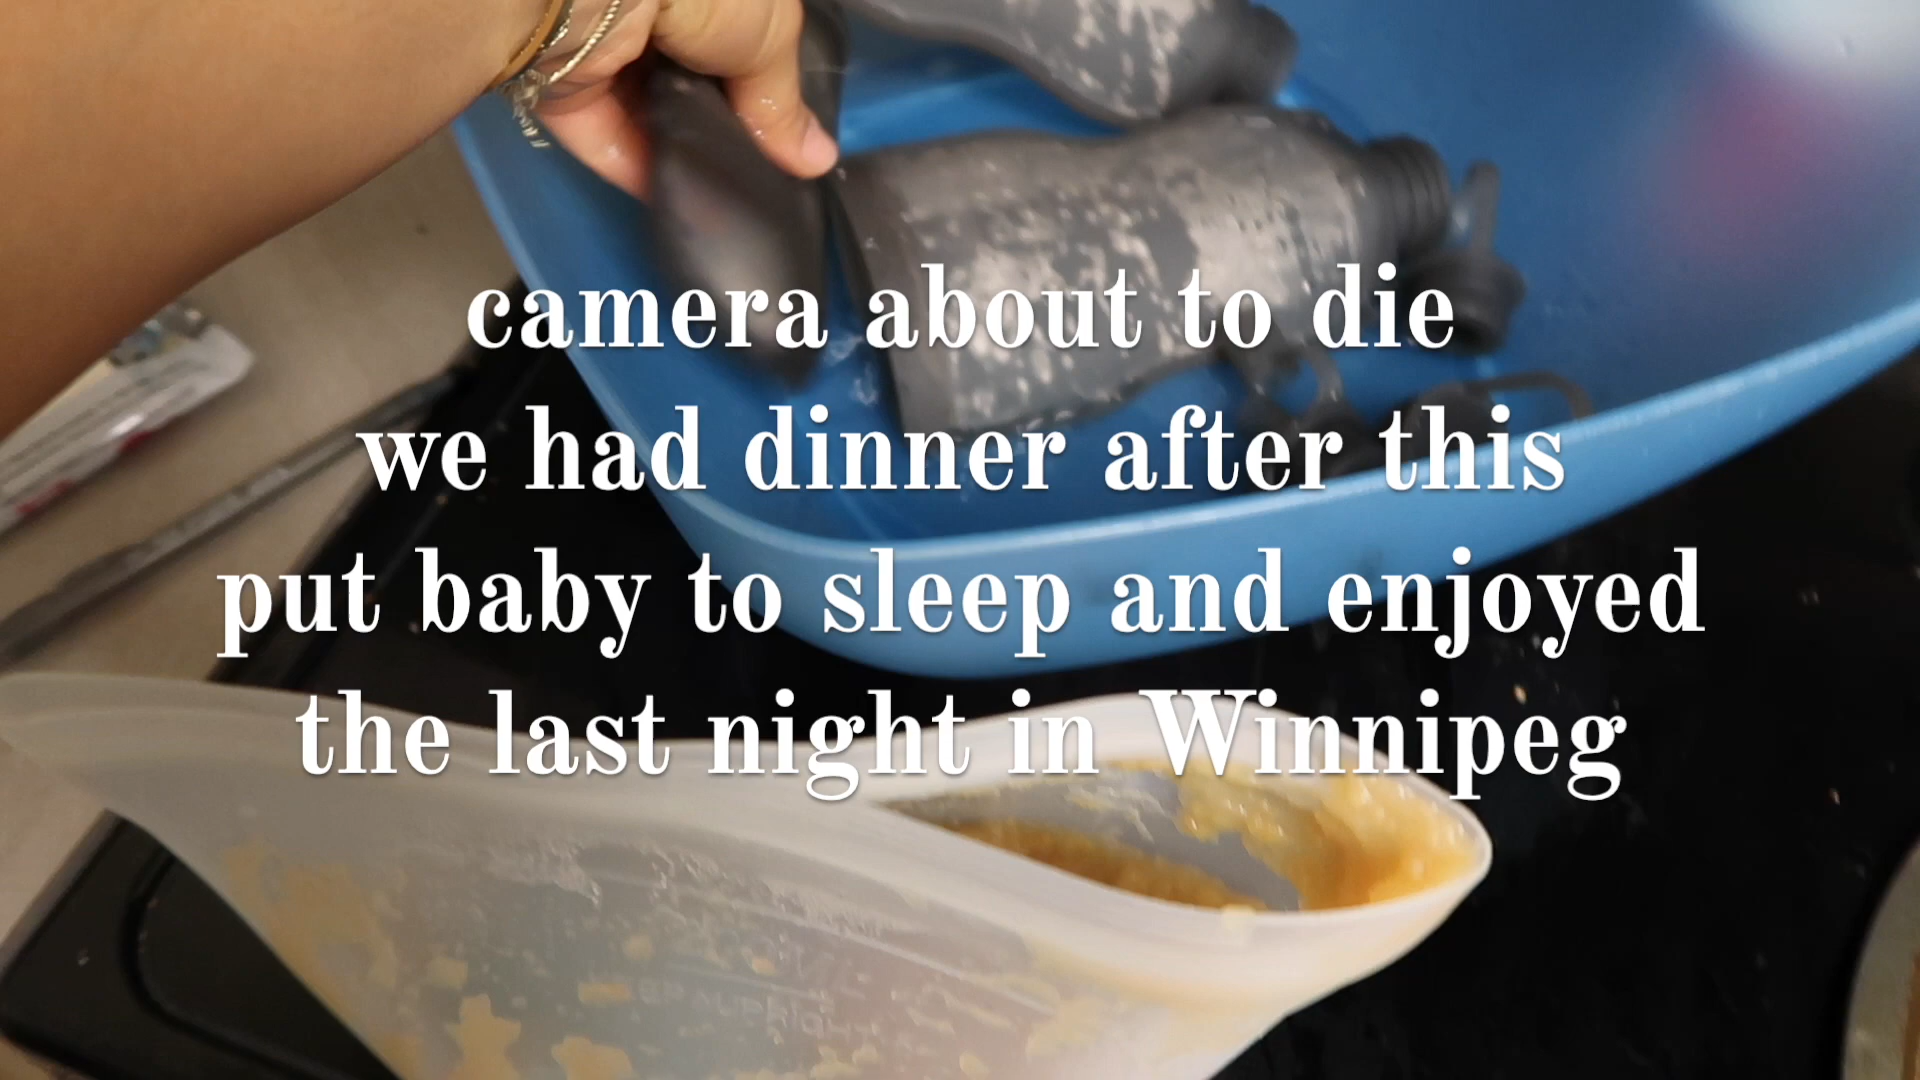 camera about to die
we had dinner after this
put baby to sleep and enjoyed
the last night in Winnipeg